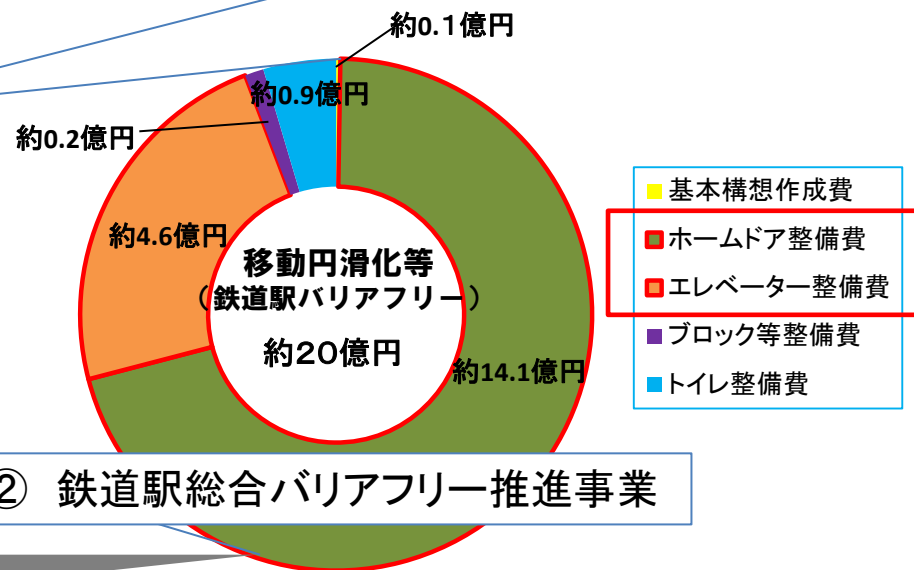 約0.1億円
約0.9億円
約0.2億円
約4.6億円
移動円滑化等
(鉄道駅バリアフリー)
約20億円
約14.1億円
基本構想作成費
ホームドア整備費
エレベーター整備費
ブロック等整備費
トイレ整備費
② 鉄道駅総合バリアフリー推進事業